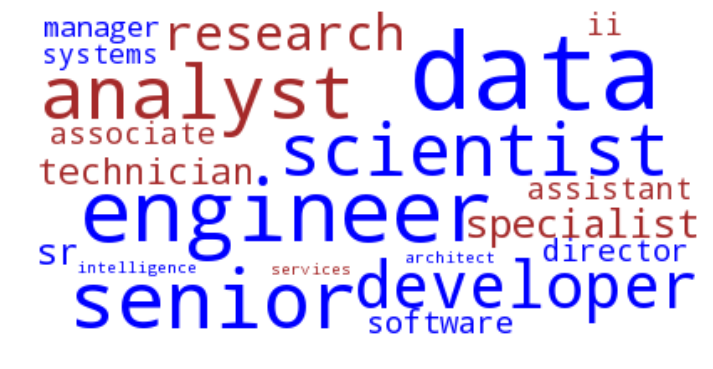 manager
research
ii
systems
data
analyst
associate
scientist
technician
assistant
engineer
specialist
sr
director
intelligence
services
architect
senior
developer
software